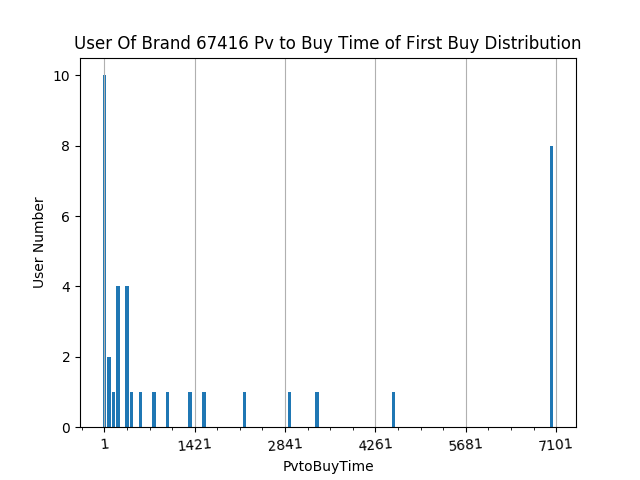 User Of Brand 67416 Pv to Buy Time of First Buy Distribution
10
8
6
4
2
0
User Number
1 1421 2841 4261 5681 7101
PvtoBuyTime